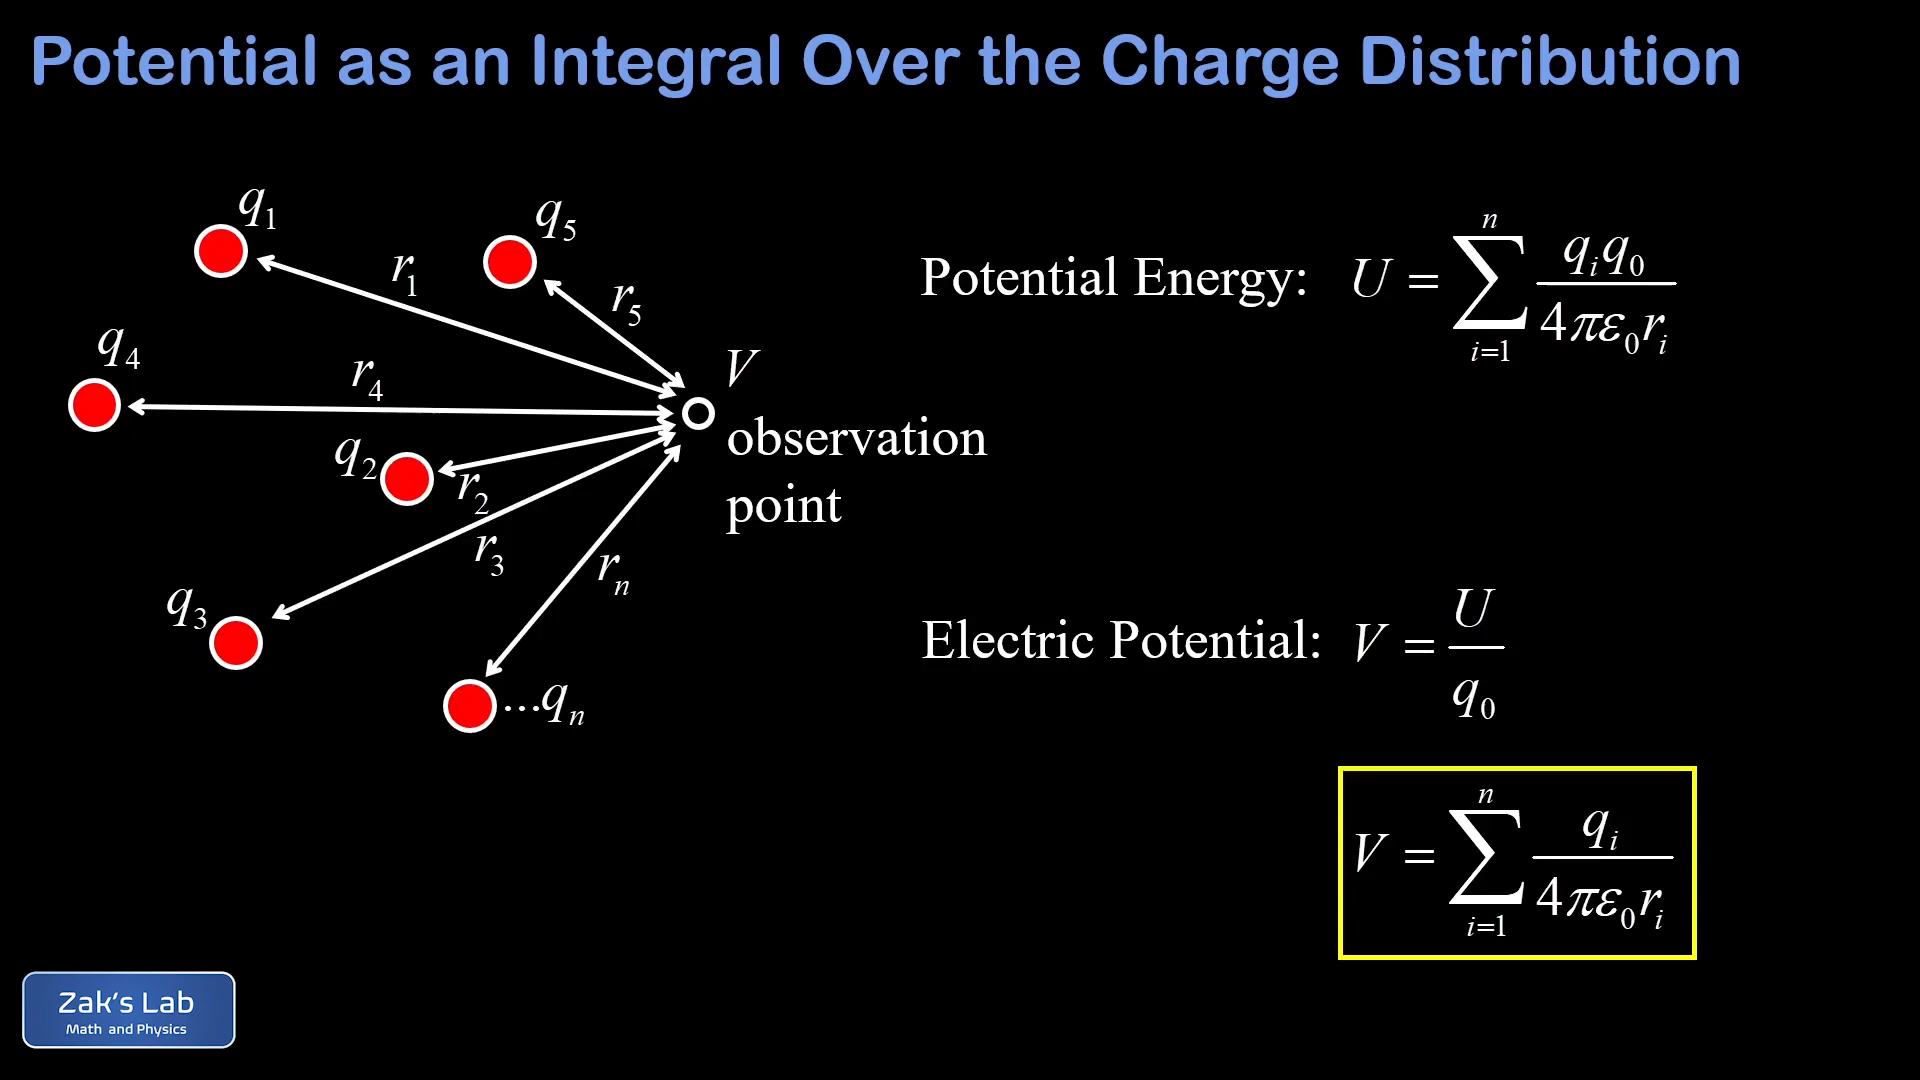 Potential as an Integral Over the Charge Distribution
q₁
q₅
r₁
r₅
q₄
r₄
V
observation
point
q₂
r₂
r₃
rₙ
q₃
...qₙ
Potential Energy: U = ∑ⁿᵢ₌₁ qᵢq₀ / 4πε₀rᵢ
Electric Potential: V = U / q₀
V = ∑ⁿᵢ₌₁ qᵢ / 4πε₀rᵢ
Zak's Lab
Math and Physics